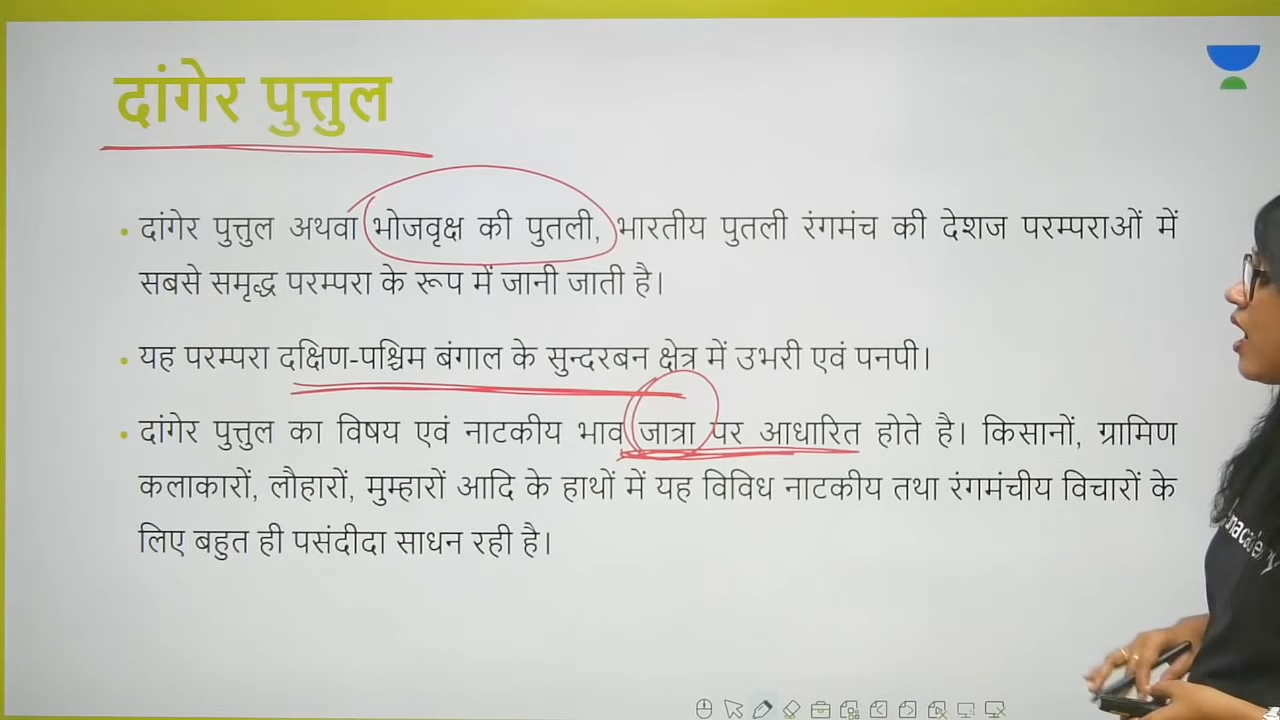 दांगेर पुत्तुल
• दांगेर पुत्तुल अथवा भोजवृक्ष की पुतली, भारतीय पुतली रंगमंच की देशज परम्पराओं में
सबसे समृद्ध परम्परा के रूप में जानी जाती है।
• यह परम्परा दक्षिण-पश्चिम बंगाल के सुन्दरबन क्षेत्र में उभरी एवं पनपी।
• दांगेर पुत्तुल का विषय एवं नाटकीय भाव जात्रा पर आधारित होते है। किसानों, ग्रामिण
कलाकारों, लौहारों, मुम्हारों आदि के हाथों में यह विविध नाटकीय तथा रंगमंचीय विचारों के
लिए बहुत ही पसंदीदा साधन रही है।